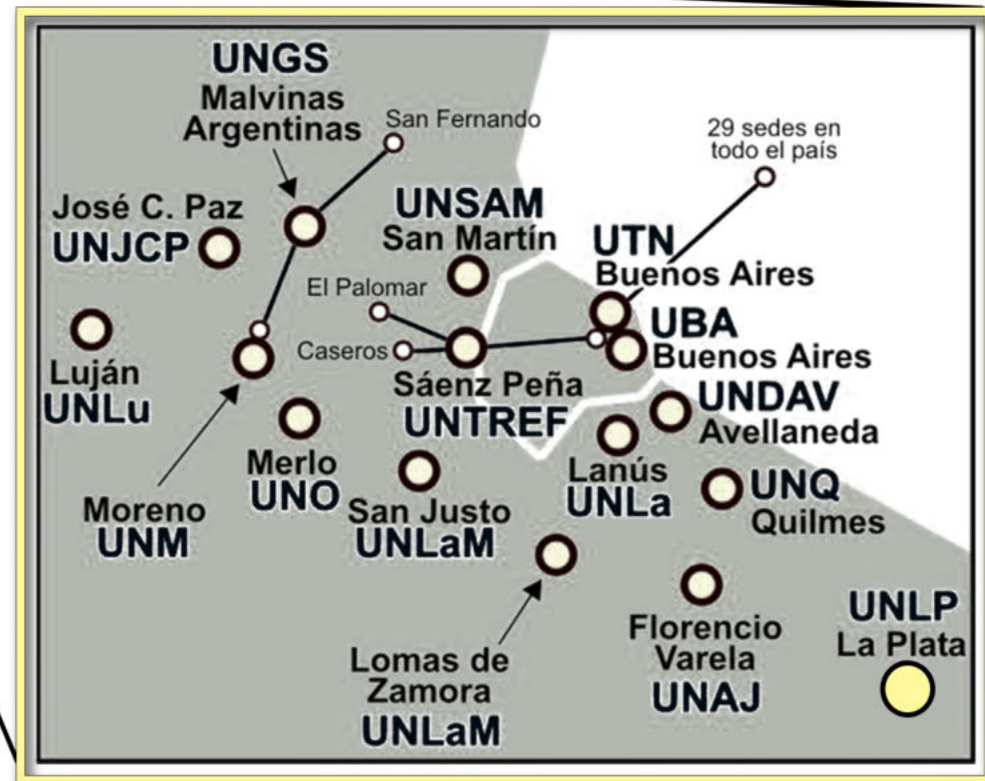 UNGS
Malvinas
Argentinas
San Fernando
29 sedes en
todo el país
José C. Paz
UNJCP
UNSAM
San Martín
UTN
Buenos Aires
El Palomar
UBA
Buenos Aires
Caseros
Luján
UNLu
Sáenz Peña
UNTREF
UNDAV
Avellaneda
Merlo
UNO
Lanús
UNLa
UNQ
Quilmes
Moreno
UNM
San Justo
UNLaM
UNLP
La Plata
Florencio
Varela
UNAJ
Lomas de
Zamora
UNLaM